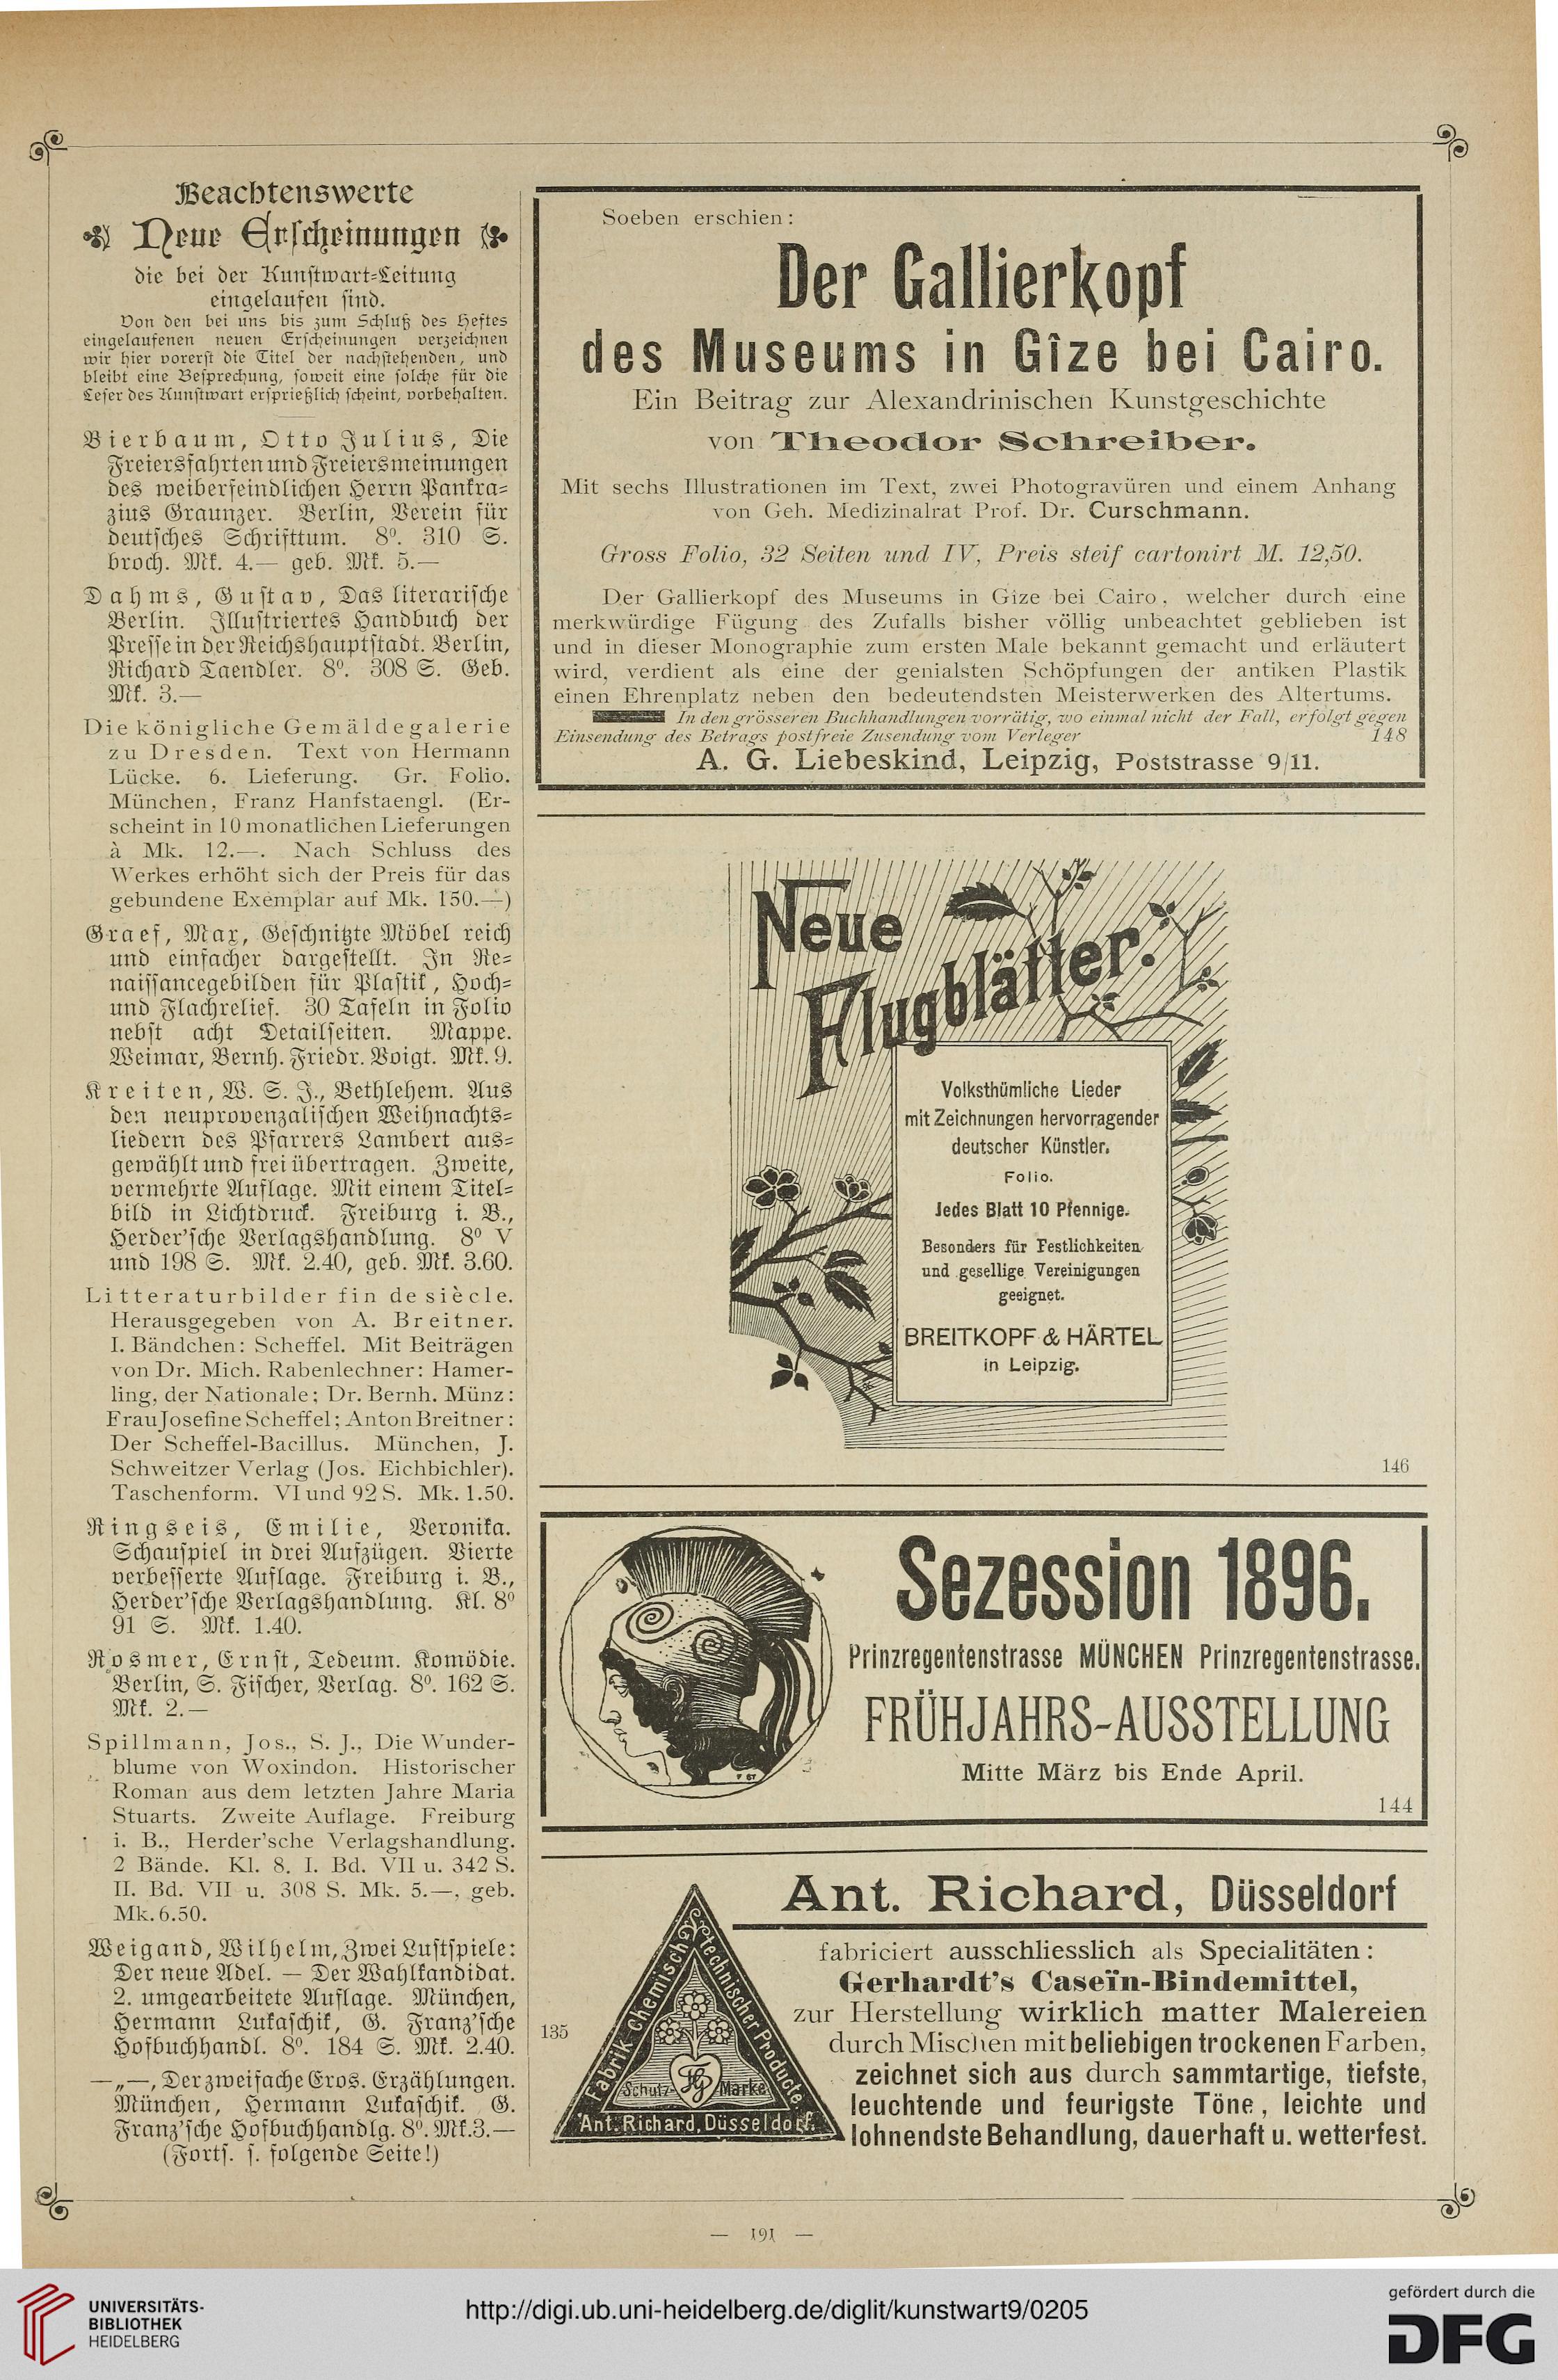 Beachtenswerte
Neue Erscheinungen
die bei der Kunstwart-Leitung
eingelaufen sind.
Von den bei uns bis zum Schluß des Heftes
eingelaufenen neuen Erscheinungen verzeichnen
wir hier vorerst die Titel der nachstehenden, und
bleibt eine Besprechung, soweit eine solche für die
Leser des Kunstwart ersprießlich scheint, vorbehalten.
Bierbaum, Otto Julius, Die
Freiersfahrten und Freiersmeinungen
des weiberfeindlichen Herrn Pankra-
zius Graunzer. Berlin, Verein für
deutsches Schrifttum. 8°. 310 S.
broch. Mk. 4.— geb. Mk. 5.—
Dahms, Gustav, Das literarische
Berlin. Illustriertes Handbuch der
Presse in der Reichshauptstadt. Berlin,
Richard Taendler. 8°. 308 S. Geb.
Mk. 3.—
Die königliche Gemäldegalerie
zu Dresden. Text von Hermann
Lücke. 6. Lieferung. Gr. Folio.
München, Franz Hanfstaengl. (Er-
scheint in 10 monatlichen Lieferungen
à Mk. 12.—. Nach Schluss des
Werkes erhöht sich der Preis für das
gebundene Exemplar auf Mk. 150.—)
Graef, Max, Geschnitzte Möbel reich
und einfacher dargestellt. In Re-
naissancegebilden für Plastik, Hoch-
und Flachrelief. 30 Tafeln in Folio
nebst acht Detailseiten. Mappe.
Weimar, Bernh. Friedr. Voigt. Mk. 9.
Kreiten, W. S. J., Bethlehem. Aus
den neuprovenzalischen Weihnachts-
liedern des Pfarrers Lambert aus-
gewählt und frei übertragen. Zweite,
vermehrte Auflage. Mit einem Titel-
bild in Lichtdruck. Freiburg i. B.,
Herder'sche Verlagshandlung. 8° V
und 198 S. Mk. 2.40, geb. Mk. 3.60.
Litteraturbilder fin de siècle.
Herausgegeben von A. Breitner.
I. Bändchen: Scheffel. Mit Beiträgen
von Dr. Mich. Rabenlechner: Hamer-
ling, der Nationale; Dr. Bernh. Münz:
Frau Josefine Scheffel; Anton Breitner:
Der Scheffel-Bacillus. München, J.
Schweitzer Verlag (Jos. Eichbichler).
Taschenform. VI und 92 S. Mk. 1.50.
Ringseis, Emilie, Veronika.
Schauspiel in drei Aufzügen. Vierte
verbesserte Auflage. Freiburg i. B.,
Herder'sche Verlagshandlung. Kl. 8°
91 S. Mk. 1.40.
Rosmer, Ernst, Tedeum. Komödie.
Berlin, S. Fischer, Verlag. 8°. 162 S.
Mk. 2.—
Spillmann, Jos., S. J., Die Wunder-
blume von Woxindon. Historischer
Roman aus dem letzten Jahre Maria
Stuarts. Zweite Auflage. Freiburg
i. B., Herder'sche Verlagshandlung.
2 Bände. Kl. 8. I. Bd. VII u. 342 S.
II. Bd. VII u. 308 S. Mk. 5.—, geb.
Mk. 6.50.
Weigand, Wilhelm, Zwei Lustspiele:
Der neue Adel. — Der Wahlkandidat.
2. umgearbeitete Auflage. München,
Hermann Lukaschik, G. Franz'sche
Hofbuchhandl. 8°. 184 S. Mk. 2.40.
—„—, Der zweifache Eros. Erzählungen.
München, Hermann Lukaschik. G.
Franz'sche Hofbuchhandlg. 8°. Mk. 3.—
(Forts. s. folgende Seite!)
Soeben erschien:
Der Gallierkopf
des Museums in Gîze bei Cairo.
Ein Beitrag zur Alexandrinischen Kunstgeschichte
von Theodor Schreiber.
Mit sechs Illustrationen im Text, zwei Photogravüren und einem Anhang
von Geh. Medizinalrat Prof. Dr. Curschmann.
Gross Folio, 32 Seiten und IV, Preis steif cartonirt M. 12,50.
Der Gallierkopf des Museums in Gize bei Cairo, welcher durch eine
merkwürdige Fügung des Zufalls bisher völlig unbeachtet geblieben ist
und in dieser Monographie zum ersten Male bekannt gemacht und erläutert
wird, verdient als eine der genialsten Schöpfungen der antiken Plastik
einen Ehrenplatz neben den bedeutendsten Meisterwerken des Altertums.
In den grösseren Buchhandlungen vorrätig, wo einmal nicht der Fall, erfolgt gegen
Einsendung des Betrags postfreie Zusendung vom Verleger 148
A. G. Liebeskind, Leipzig, Poststrasse 9/11.
Neue
Flugblätter.
Volksthümliche Lieder
mit Zeichnungen hervorragender
deutscher Künstler.
Folio.
Jedes Blatt 10 Pfennige.
Besonders für Festlichkeiten
und gesellige Vereinigungen
geeignet.
BREITKOPF & HÄRTEL
in Leipzig.
146
Sezession 1896.
Prinzregentenstrasse MÜNCHEN Prinzregentenstrasse.
FRÜHJAHRS-AUSSTELLUNG
Mitte März bis Ende April.
144
Ant. Richard, Düsseldorf
fabriciert ausschliesslich als Specialitäten:
Gerhardt's Caseïn-Bindemittel,
zur Herstellung wirklich matter Malereien
durch Mischen mit beliebigen trockenen Farben,
zeichnet sich aus durch sammtartige, tiefste,
leuchtende und feurigste Töne, leichte und
lohnendste Behandlung, dauerhaft u. wetterfest.
135
Fabrik chemisch technischer Producte
Schutz-Marke
Ant. Richard, Düsseldorf.
— 191 —
UNIVERSITÄTS-
BIBLIOTHEK
HEIDELBERG
http://digi.ub.uni-heidelberg.de/diglit/kunstwart9/0205
gefördert durch die
DFG